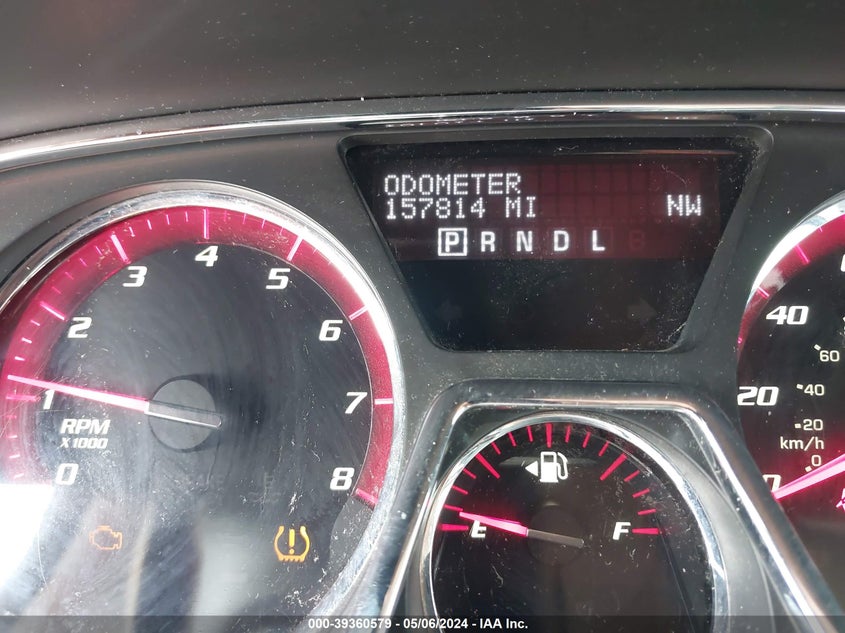 ODOMETER
157814 MI NW
P R N D L
4
3 5
2 6
1 7
RPM
X1000
0 8
40
60
20 40
20
km/h
0
E F
000-39360579 - 05/06/2024 - IAA Inc.